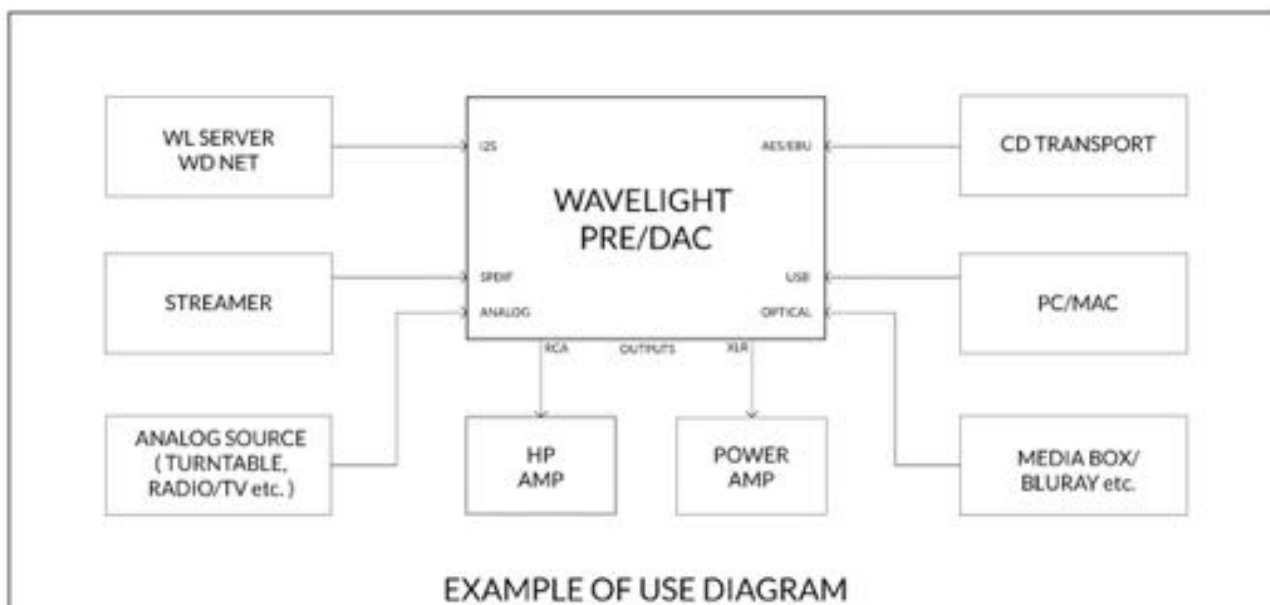 WL SERVER
WD NET
I2S
AES/EBU
CD TRANSPORT
WAVELIGHT
PRE/DAC
STREAMER
SPDIF
USB
PC/MAC
ANALOG
OPTICAL
RCA
OUTPUTS
XLR
ANALOG SOURCE
( TURNTABLE,
RADIO/TV etc. )
HP
AMP
POWER
AMP
MEDIA BOX/
BLURAY etc.
EXAMPLE OF USE DIAGRAM